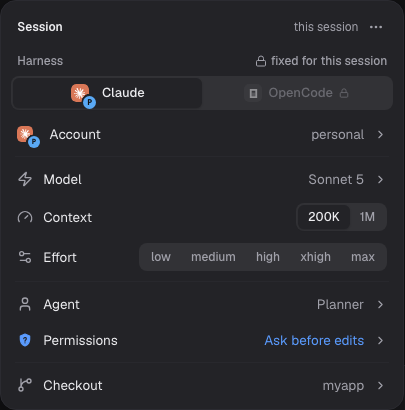 Session this session ...
Harness fixed for this session
Claude OpenCode
P
Account personal
P
Model Sonnet 5
Context 200K 1M
Effort low medium high xhigh max
Agent Planner
Permissions Ask before edits
Checkout myapp